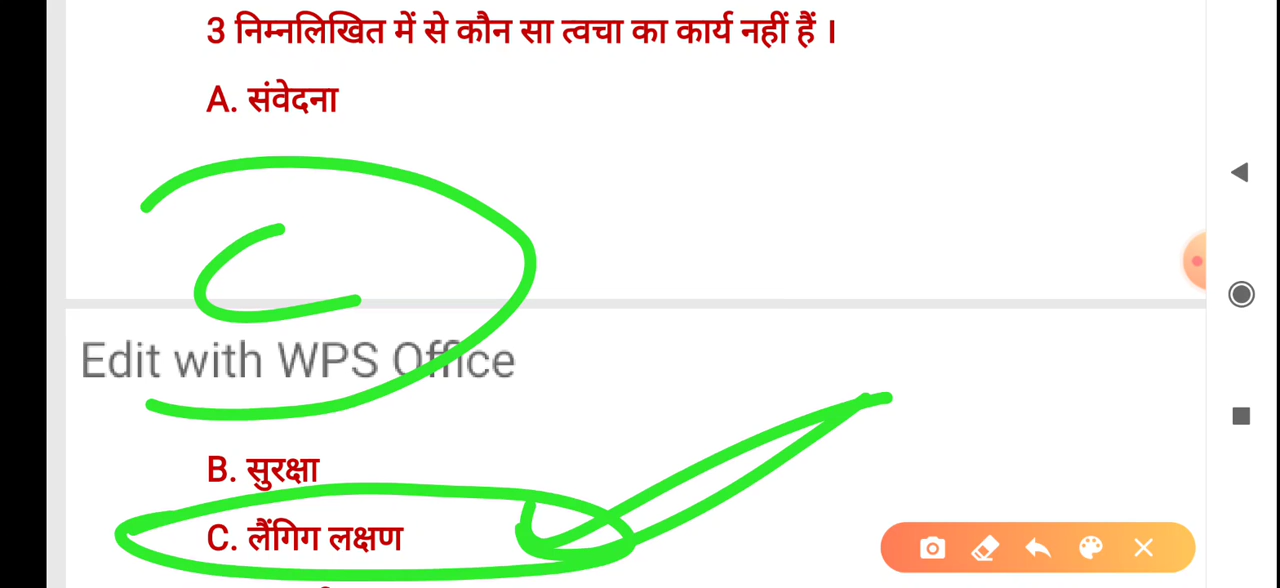 3 निम्नलिखित में से कौन सा त्वचा का कार्य नहीं हैं ।
A. संवेदना
Edit with WPS Office
B. सुरक्षा
C. लैंगिग लक्षण